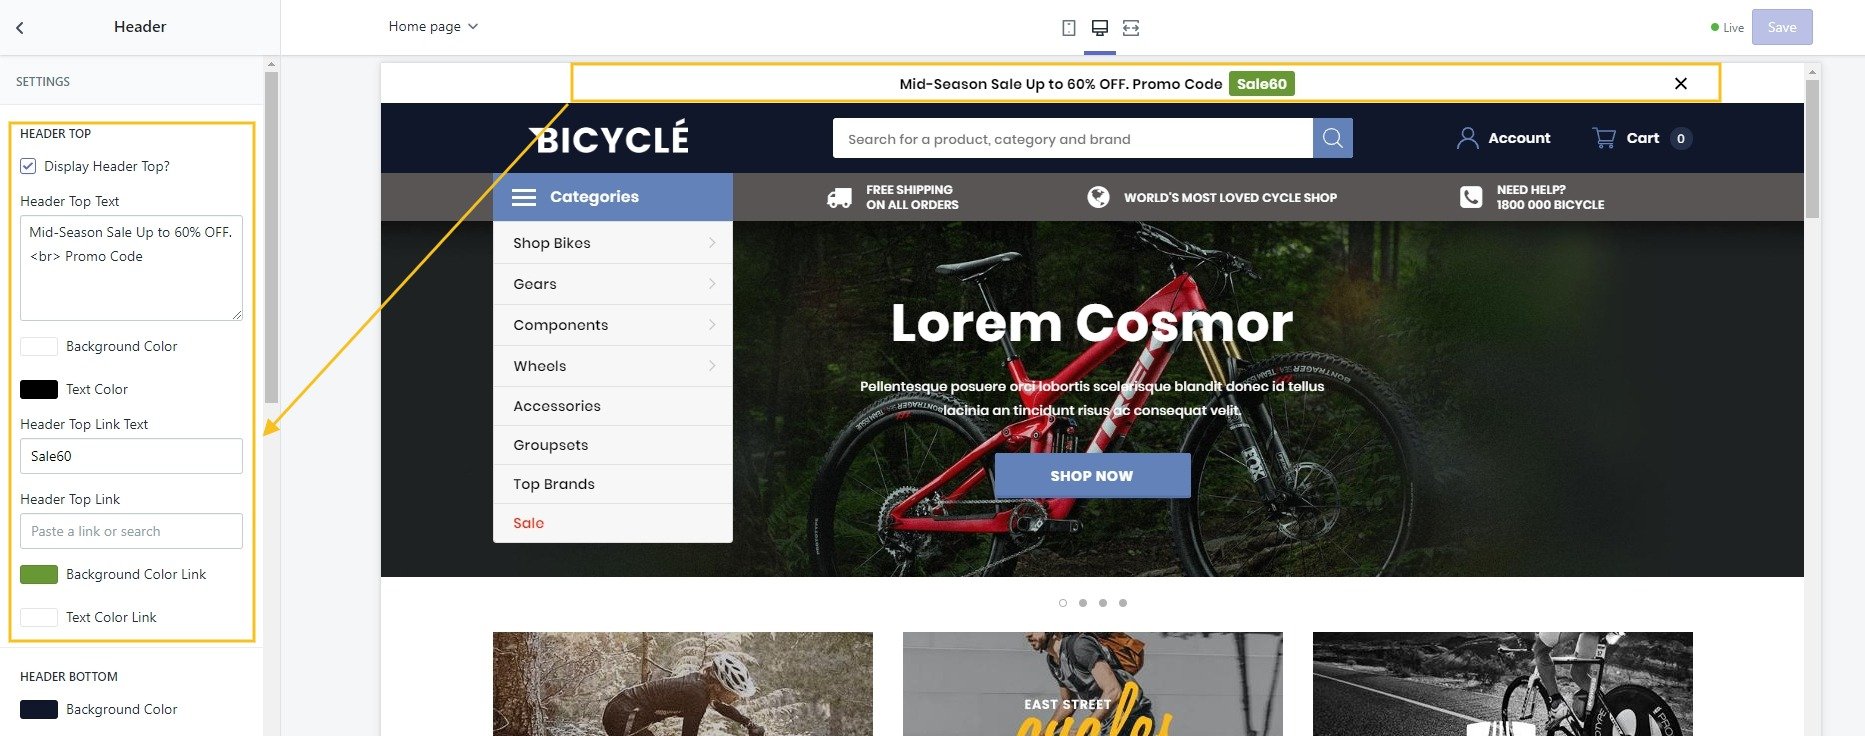 Header
Home page
Live
Save
SETTINGS
HEADER TOP
Display Header Top?
Header Top Text
Mid-Season Sale Up to 60% OFF.
<br> Promo Code
Background Color
Text Color
Header Top Link Text
Sale60
Header Top Link
Paste a link or search
Background Color Link
Text Color Link
HEADER BOTTOM
Background Color
Mid-Season Sale Up to 60% OFF. Promo Code Sale60
BICYCLÉ
Search for a product, category and brand
Account
Cart 0
Categories
FREE SHIPPING
ON ALL ORDERS
WORLD'S MOST LOVED CYCLE SHOP
NEED HELP?
1800 000 BICYCLE
Shop Bikes
Gears
Components
Wheels
Accessories
Groupsets
Top Brands
Sale
Lorem Cosmor
Pellentesque posuere orci lobortis scelerisque blandit donec id tellus
lacinia an tincidunt risus ac consequat velit.
SHOP NOW
TREK
FOX
BONTRAGER
EAST STREET
cycles